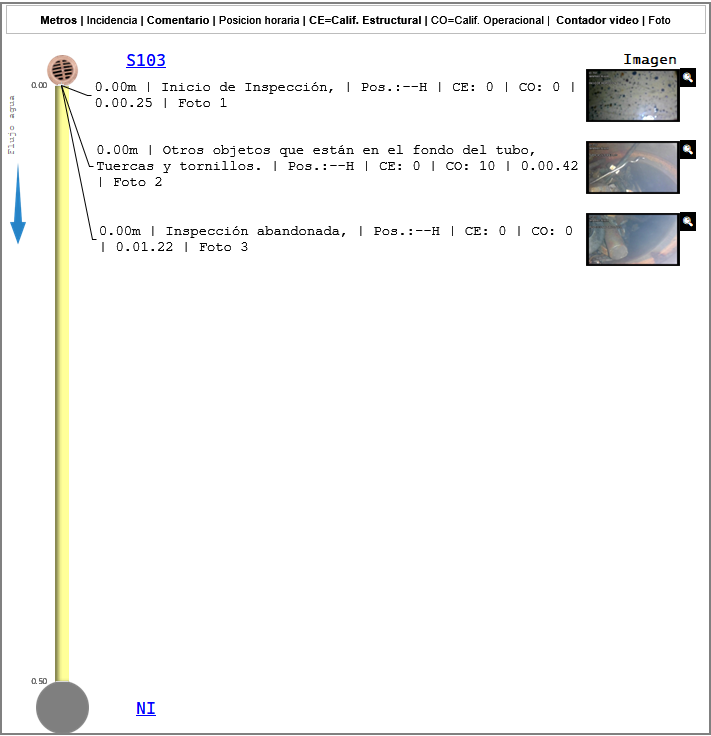 Metros | Incidencia | Comentario | Posicion horaria | CE=Calif. Estructural | CO=Calif. Operacional | Contador video | Foto
S103
Imagen
0.00
0.00m | Inicio de Inspección, | Pos.:--H | CE: 0 | CO: 0 |
0.00.25 | Foto 1
Flujo agua
0.00m | Otros objetos que están en el fondo del tubo,
Tuercas y tornillos. | Pos.:--H | CE: 0 | CO: 10 | 0.00.42
| Foto 2
0.00m | Inspección abandonada, | Pos.:--H | CE: 0 | CO: 0
| 0.01.22 | Foto 3
0.50
NI